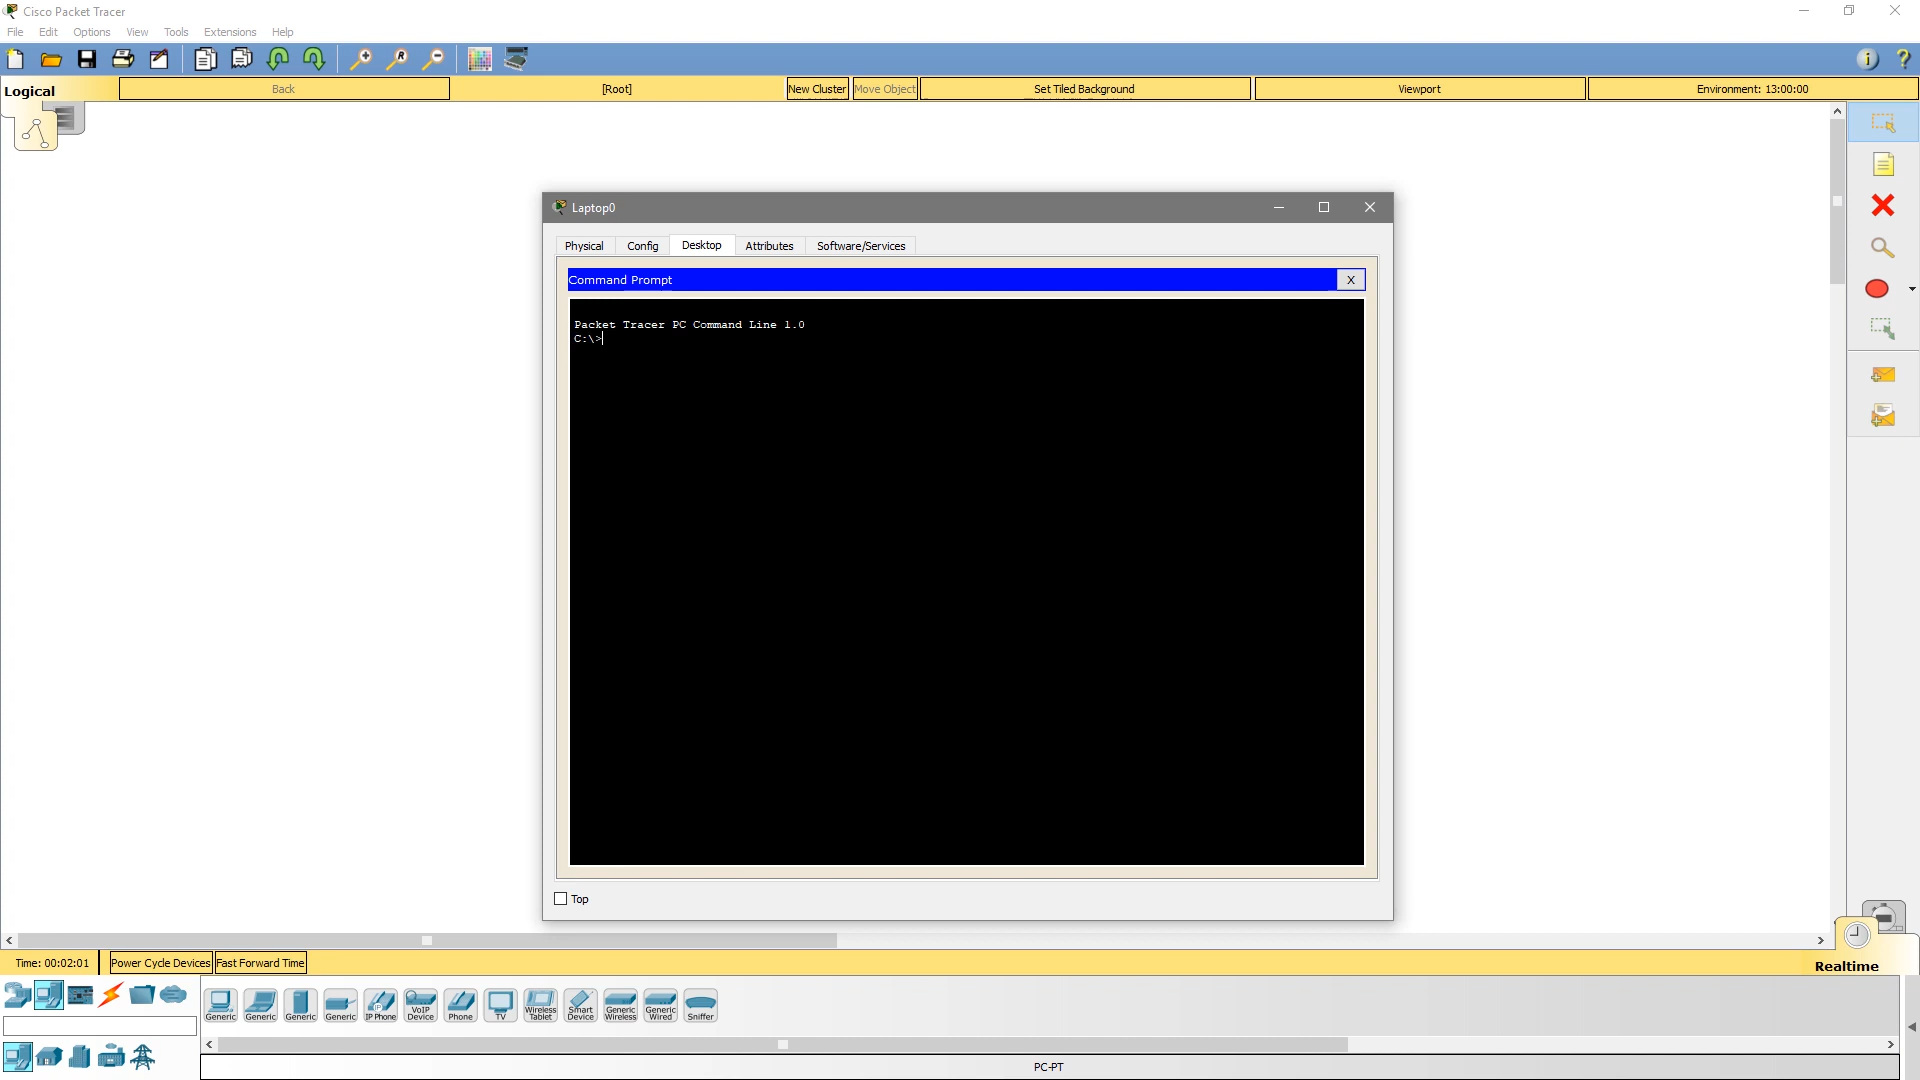 Cisco Packet Tracer
File Edit Options View Tools Extensions Help
Logical Back [Root] New Cluster Move Object Set Tiled Background Viewport Environment: 13:00:00
Laptop0
Physical Config Desktop Attributes Software/Services
Command Prompt X
Packet Tracer PC Command Line 1.0
C:\>
Top
Time: 00:02:01 Power Cycle Devices Fast Forward Time Realtime
Generic Generic Generic Generic IP Phone VoIP Device Phone TV Wireless Tablet Smart Device Generic Wireless Generic Wired Sniffer
PC-PT